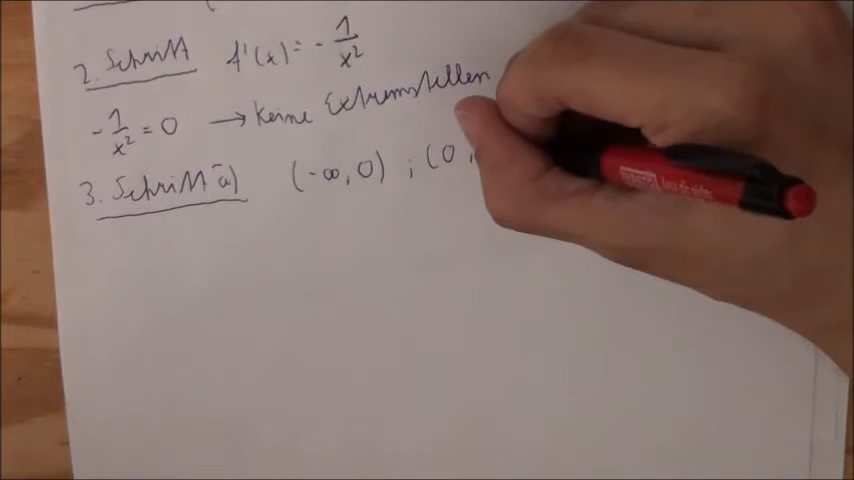 2. Schritt f'(x) = - 1/x²
- 1/x² = 0 → Keine Extremstellen
3. Schritt a) (-∞, 0) ; (0,